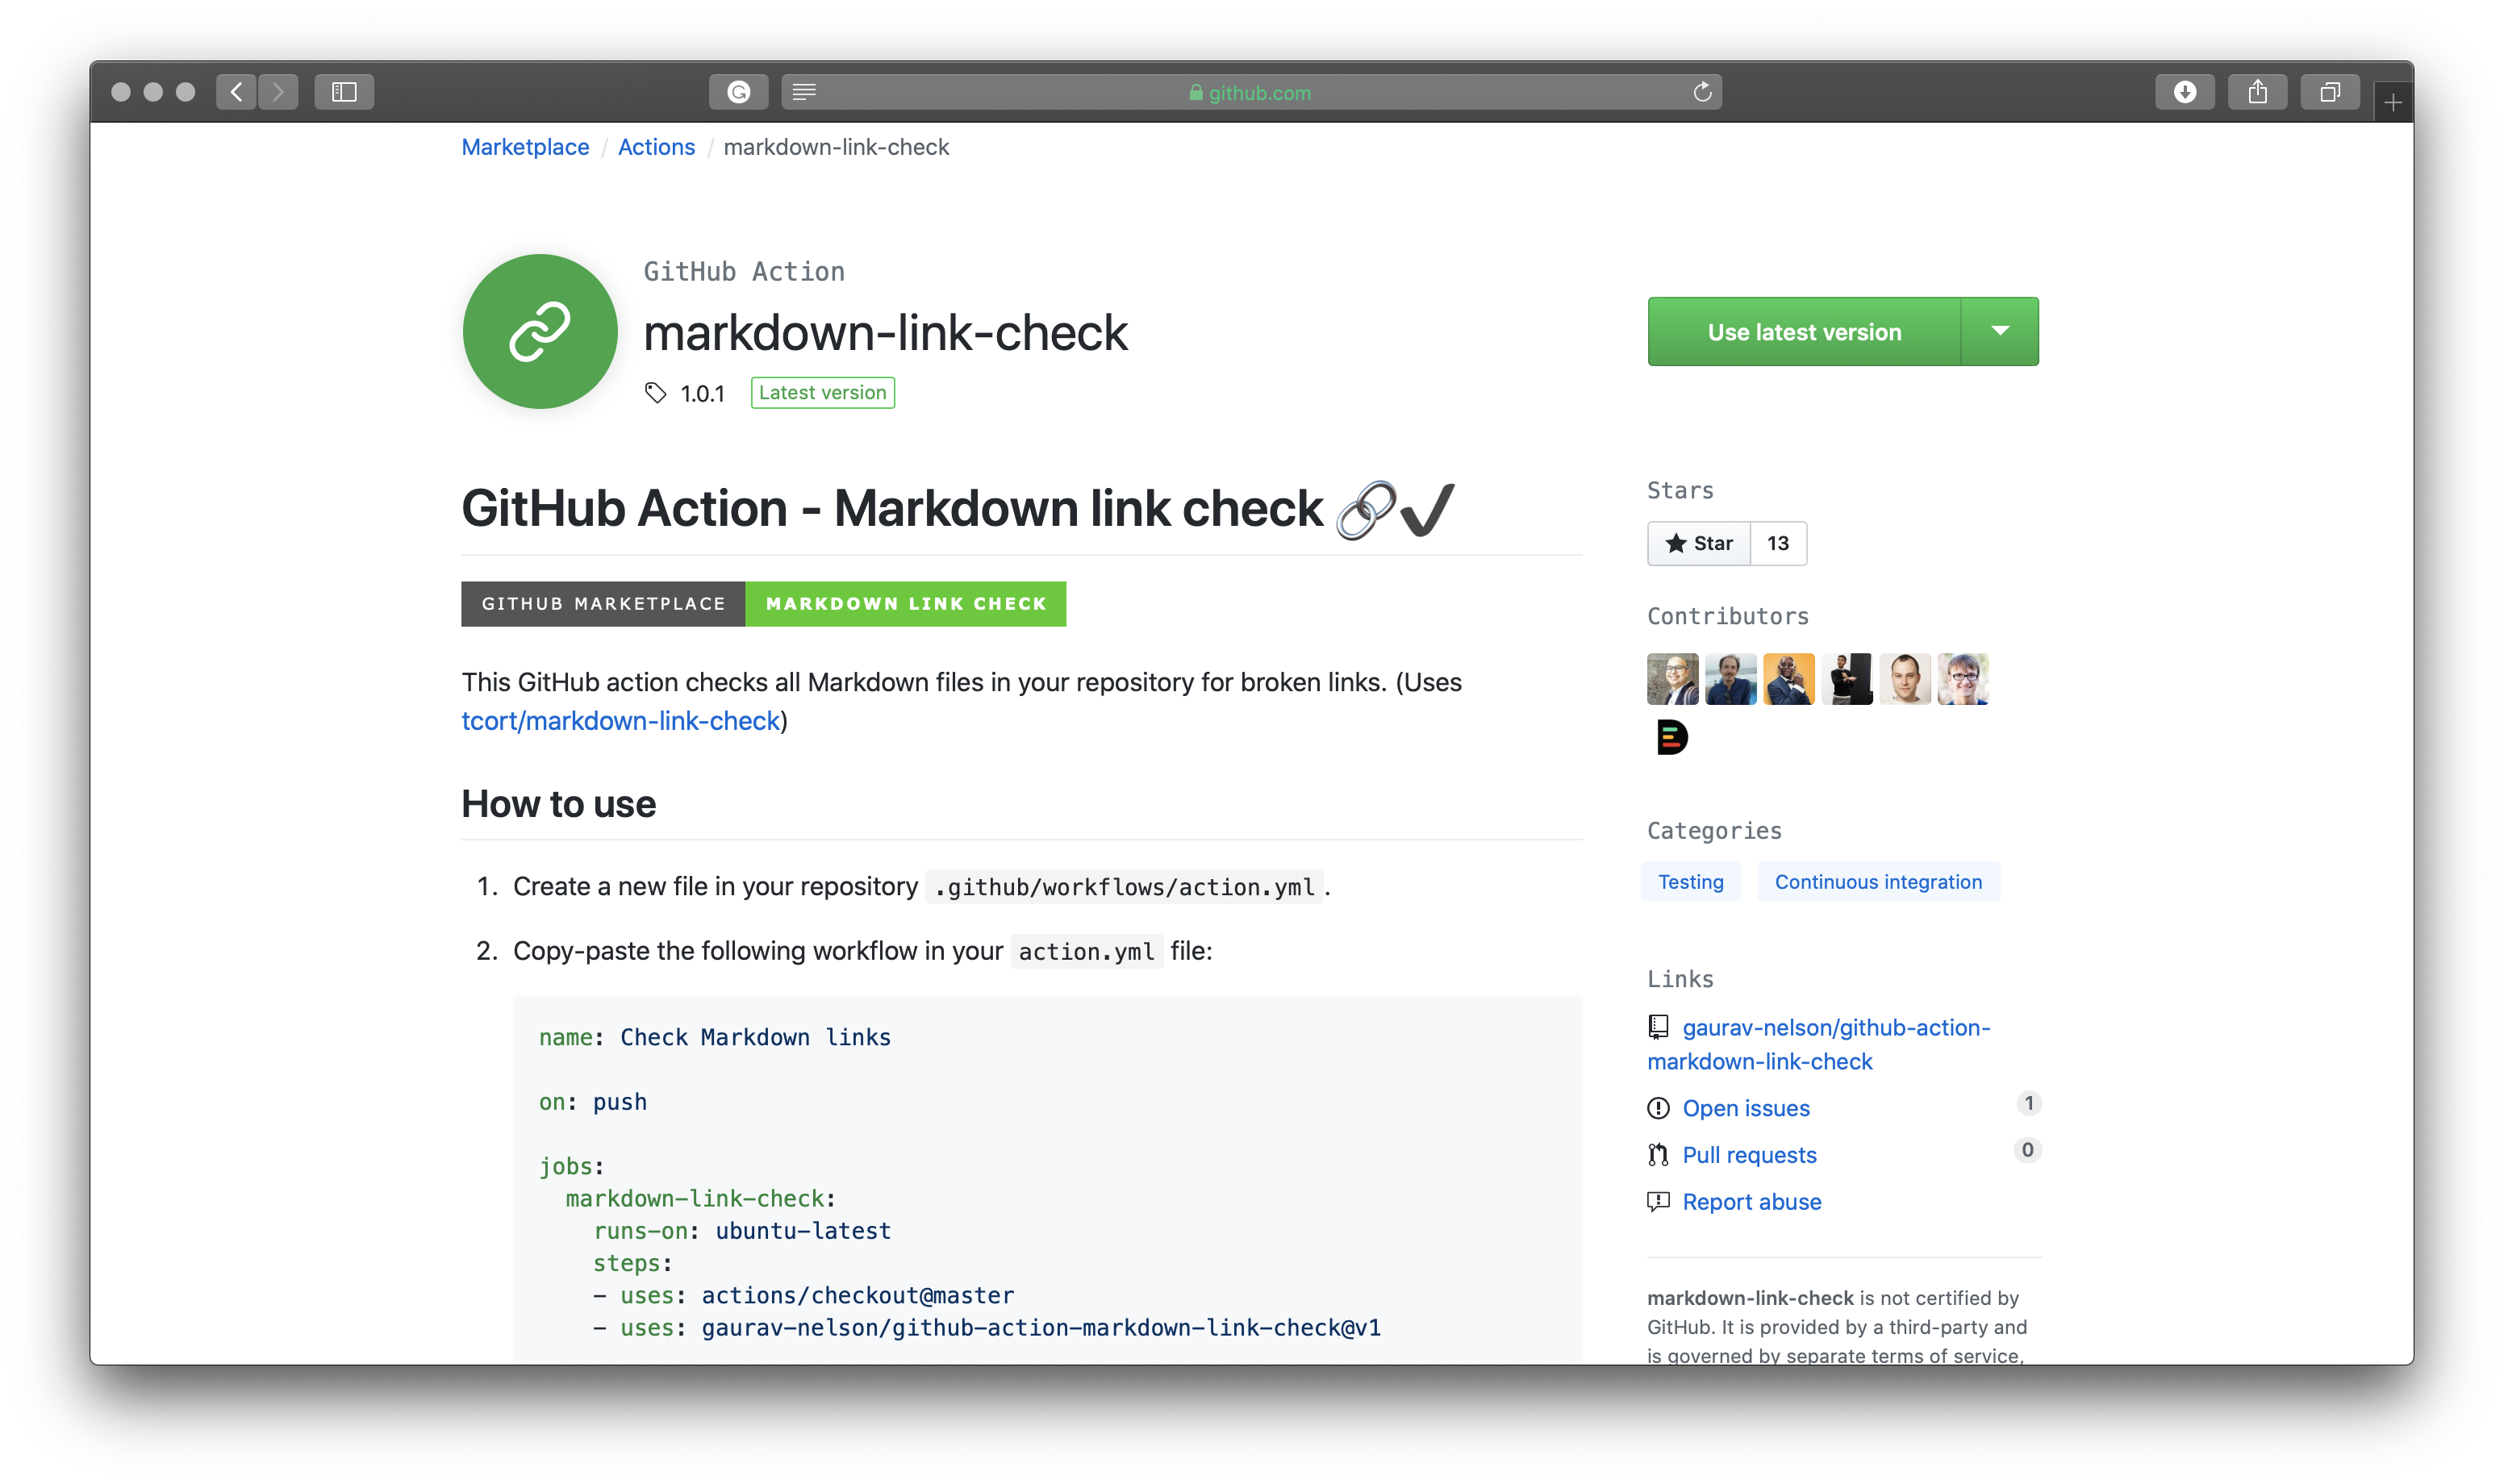 github.com
Marketplace / Actions / markdown-link-check
GitHub Action
markdown-link-check
1.0.1 Latest version
Use latest version
GitHub Action - Markdown link check 🔗✔
GITHUB MARKETPLACE MARKDOWN LINK CHECK
This GitHub action checks all Markdown files in your repository for broken links. (Uses
tcort/markdown-link-check)
How to use
1. Create a new file in your repository .github/workflows/action.yml.
2. Copy-paste the following workflow in your action.yml file:
name: Check Markdown links
on: push
jobs:
markdown-link-check:
runs-on: ubuntu-latest
steps:
- uses: actions/checkout@master
- uses: gaurav-nelson/github-action-markdown-link-check@v1
Stars
Star 13
Contributors
Categories
Testing Continuous integration
Links
gaurav-nelson/github-action-
markdown-link-check
Open issues 1
Pull requests 0
Report abuse
markdown-link-check is not certified by
GitHub. It is provided by a third-party and
is governed by separate terms of service,